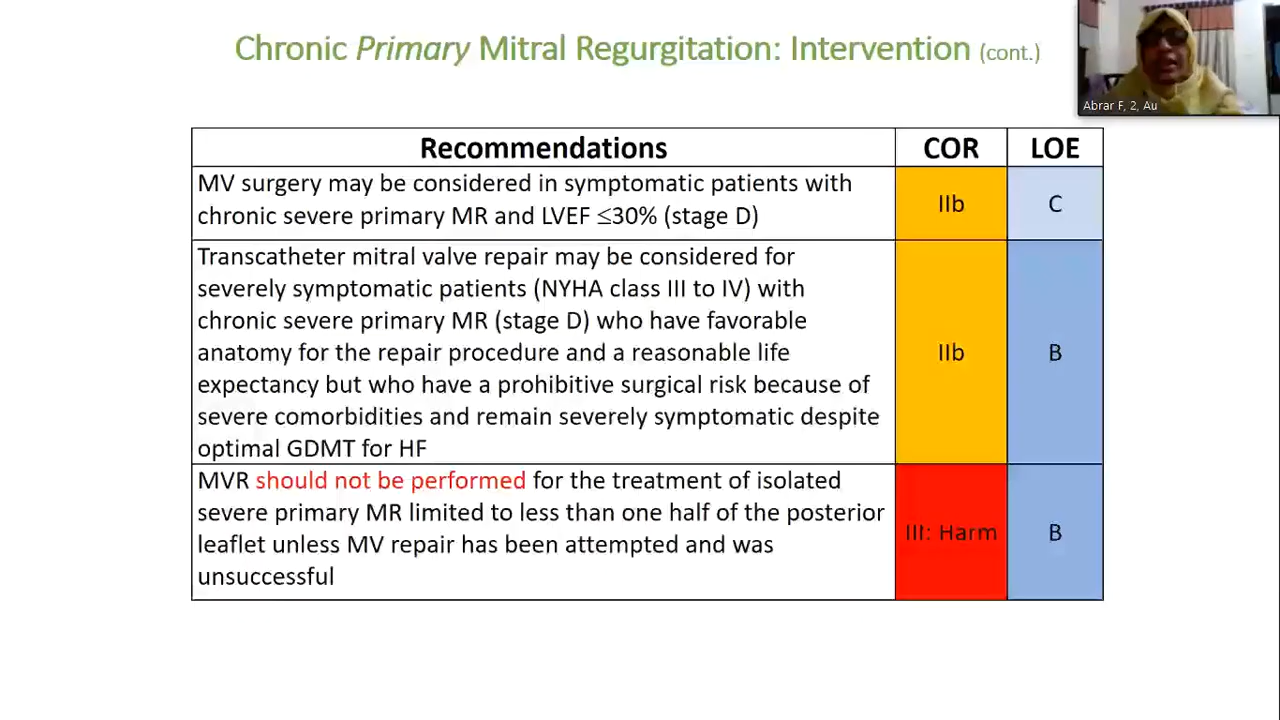 Chronic Primary Mitral Regurgitation: Intervention (cont.)
Abrar F, 2, Au
Recommendations COR LOE
MV surgery may be considered in symptomatic patients with
chronic severe primary MR and LVEF ≤30% (stage D)
IIb C
Transcatheter mitral valve repair may be considered for
severely symptomatic patients (NYHA class III to IV) with
chronic severe primary MR (stage D) who have favorable
anatomy for the repair procedure and a reasonable life
expectancy but who have a prohibitive surgical risk because of
severe comorbidities and remain severely symptomatic despite
optimal GDMT for HF
IIb B
MVR should not be performed for the treatment of isolated
severe primary MR limited to less than one half of the posterior
leaflet unless MV repair has been attempted and was
unsuccessful
III: Harm B